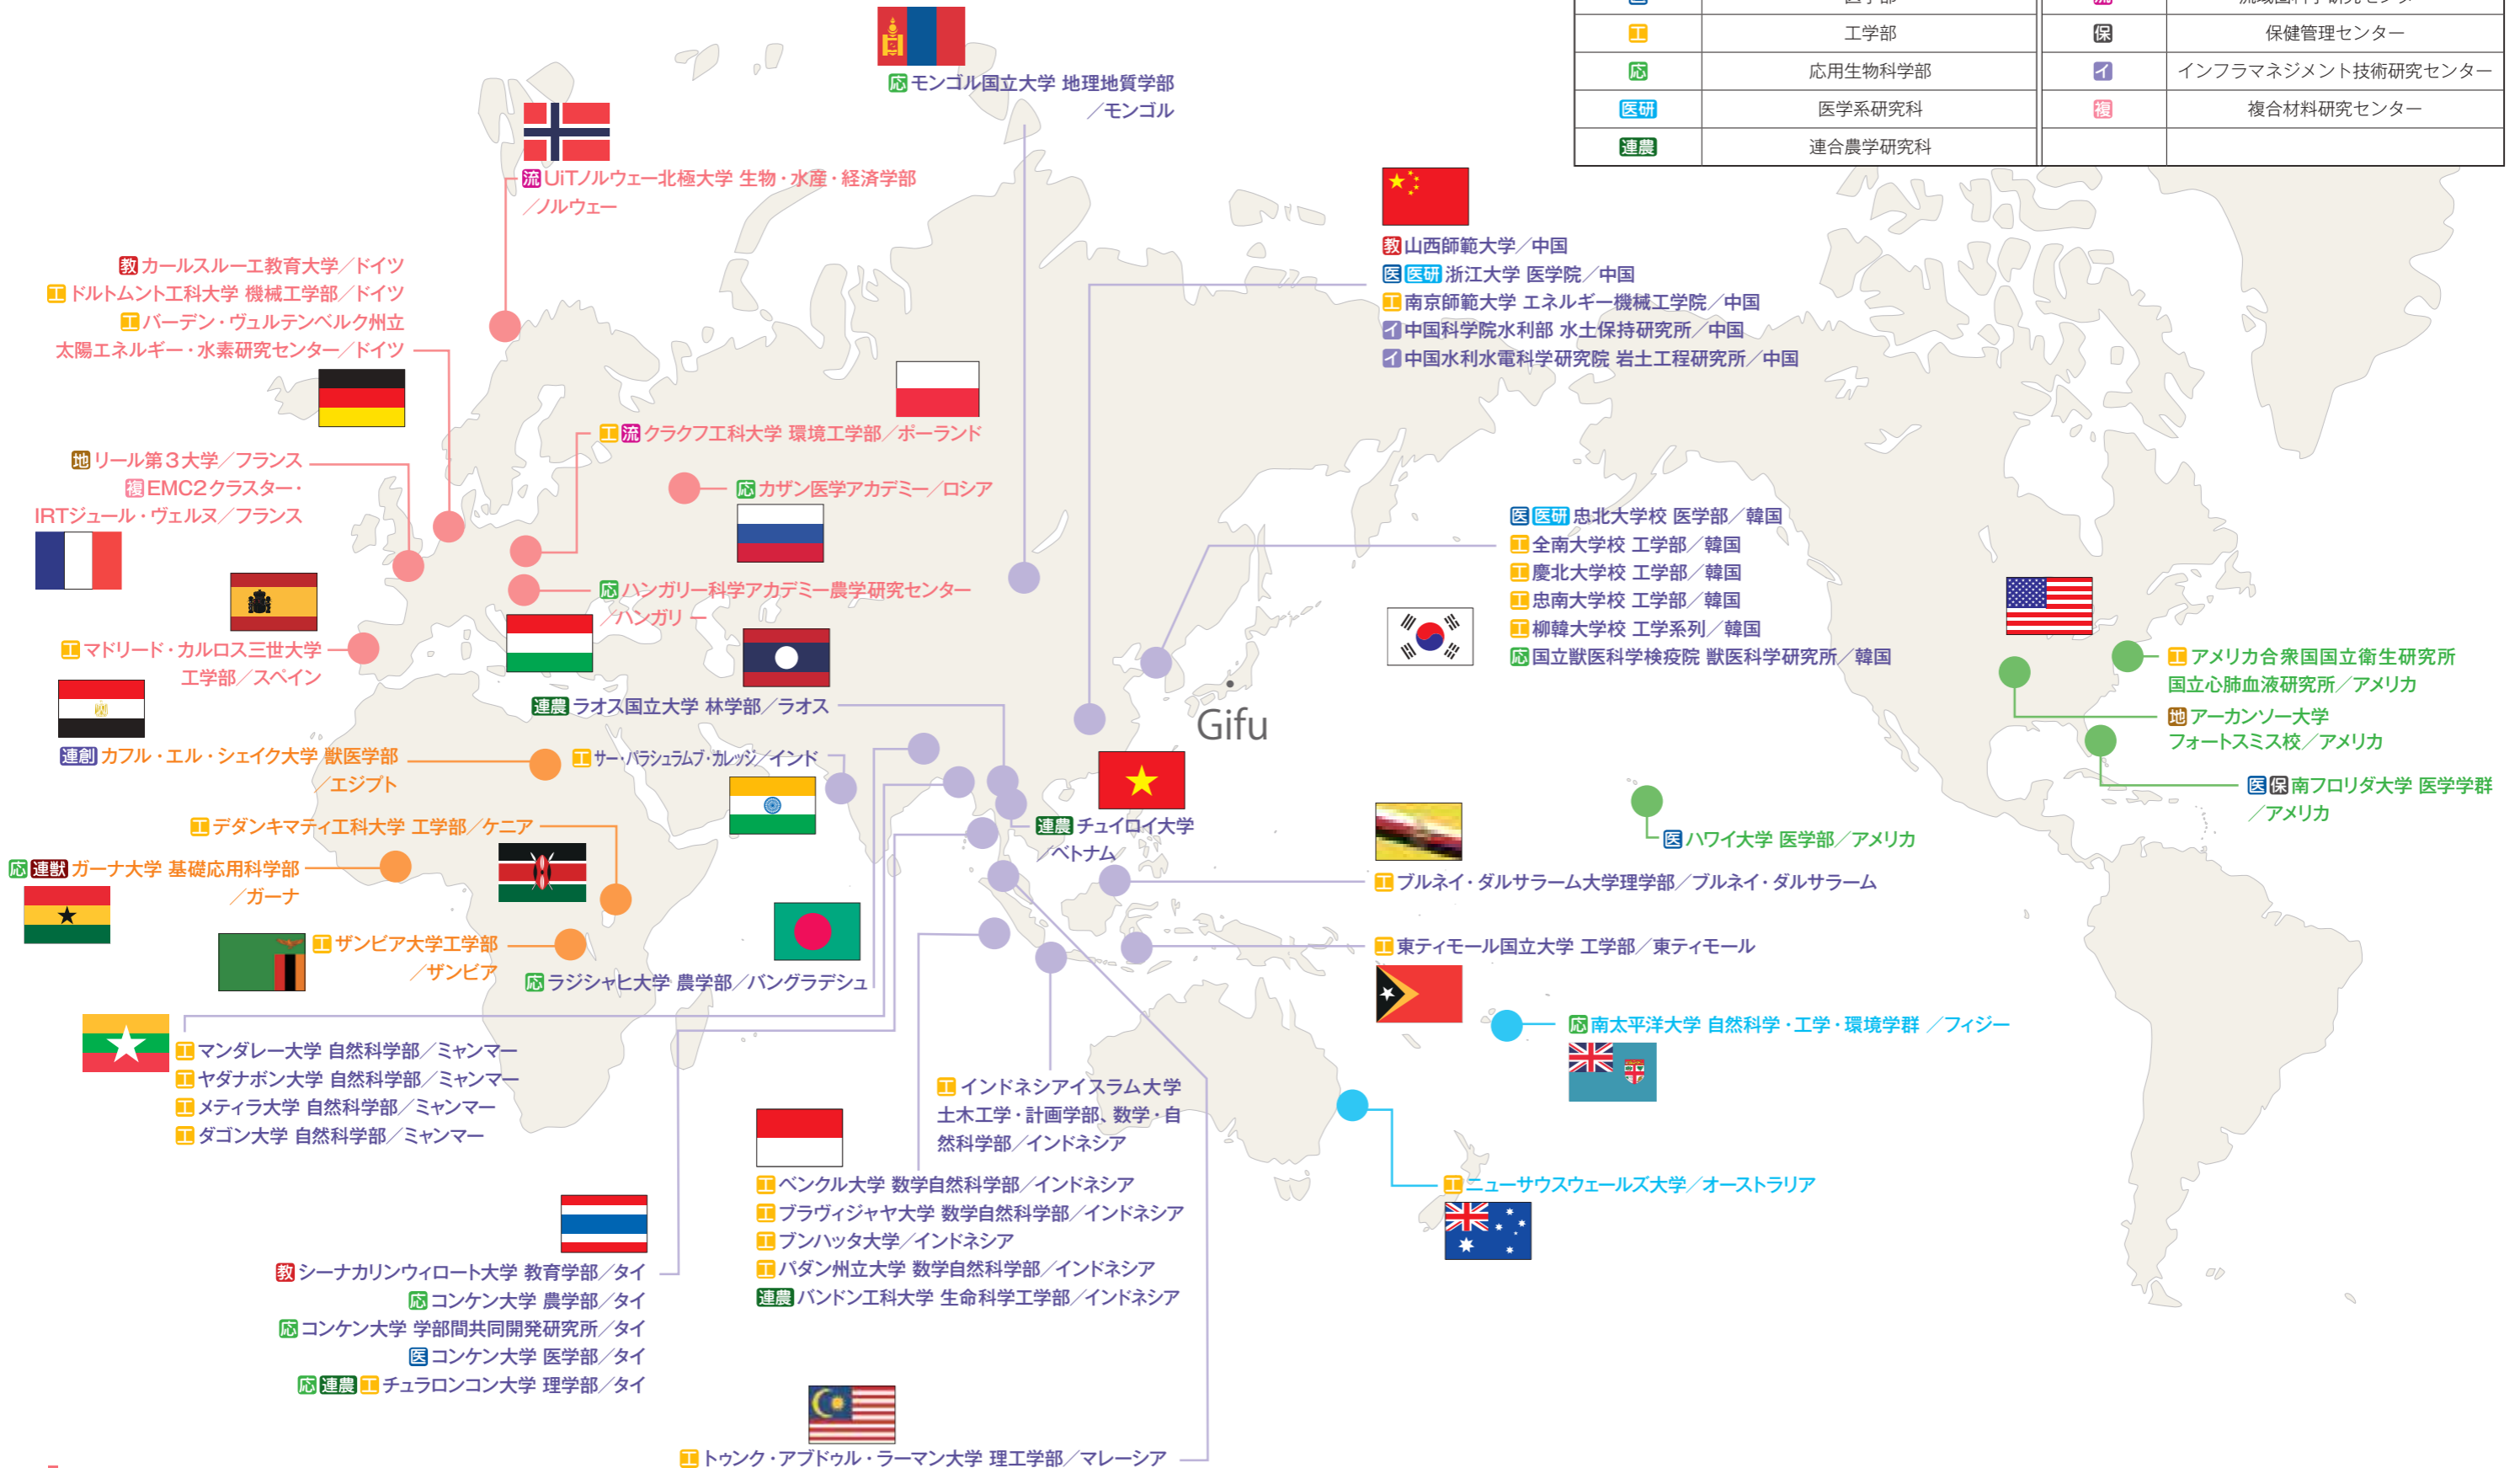 工 工学部 保 保健管理センター
応 応用生物科学部 イ インフラマネジメント技術研究センター
医研 医学系研究科 複 複合材料研究センター
連農 連合農学研究科
応 モンゴル国立大学 地理地質学部
／モンゴル
流 UiTノルウェー北極大学 生物・水産・経済学部
／ノルウェー
教 カールスルーエ教育大学／ドイツ
工 ドルトムント工科大学 機械工学部／ドイツ
工 バーデン・ヴュルテンベルク州立
太陽エネルギー・水素研究センター／ドイツ
教 山西師範大学／中国
医 医研 浙江大学 医学院／中国
工 南京師範大学 エネルギー機械工学院／中国
イ 中国科学院水利部 水土保持研究所／中国
イ 中国水利水電科学研究院 岩土工程研究所／中国
工 流 クラクフ工科大学 環境工学部／ポーランド
地 リール第3大学／フランス
複 EMC2クラスター・
IRTジュール・ヴェルヌ／フランス
応 カザン医学アカデミー／ロシア
医 医研 忠北大学校 医学部／韓国
工 全南大学校 工学部／韓国
工 慶北大学校 工学部／韓国
工 忠南大学校 工学部／韓国
工 柳韓大学校 工学系列／韓国
応 国立獣医科学検疫院 獣医科学研究所／韓国
応 ハンガリー科学アカデミー農学研究センター
／ハンガリ ー
工 マドリード・カルロス三世大学
工学部／スペイン
工 アメリカ合衆国国立衛生研究所
国立心肺血液研究所／アメリカ
地 アーカンソー大学
フォートスミス校／アメリカ
医 保 南フロリダ大学 医学学群
／アメリカ
医 ハワイ大学 医学部／アメリカ
連農 ラオス国立大学 林学部／ラオス
Gifu
連創 カフル・エル・シェイク大学 獣医学部
／エジプト
工 サー・パラシュラムブ・カレッジ／インド
工 デダンキマティ工科大学 工学部／ケニア
連農 チュイロイ大学
／ベトナム
応 連獣 ガーナ大学 基礎応用科学部
／ガーナ
工 ブルネイ・ダルサラーム大学理学部／ブルネイ・ダルサラーム
工 ザンビア大学工学部
／ザンビア
工 東ティモール国立大学 工学部／東ティモール
応 ラジシャヒ大学 農学部／バングラデシュ
応 南太平洋大学 自然科学・工学・環境学群 ／フィジー
工 マンダレー大学 自然科学部／ミャンマー
工 ヤダナボン大学 自然科学部／ミャンマー
工 メティラ大学 自然科学部／ミャンマー
工 ダゴン大学 自然科学部／ミャンマー
工 インドネシアイスラム大学
土木工学・計画学部、数学・自
然科学部／インドネシア
工 ベンクル大学 数学自然科学部／インドネシア
工 ブラヴィジャヤ大学 数学自然科学部／インドネシア
工 ブンハッタ大学／インドネシア
工 パダン州立大学 数学自然科学部／インドネシア
連農 バンドン工科大学 生命科学工学部／インドネシア
工 ニューサウスウェールズ大学／オーストラリア
教 シーナカリンウィロート大学 教育学部／タイ
応 コンケン大学 農学部／タイ
応 コンケン大学 学部間共同開発研究所／タイ
医 コンケン大学 医学部／タイ
応 連農 工 チュラロンコン大学 理学部／タイ
工 トゥンク・アブドゥル・ラーマン大学 理工学部／マレーシア